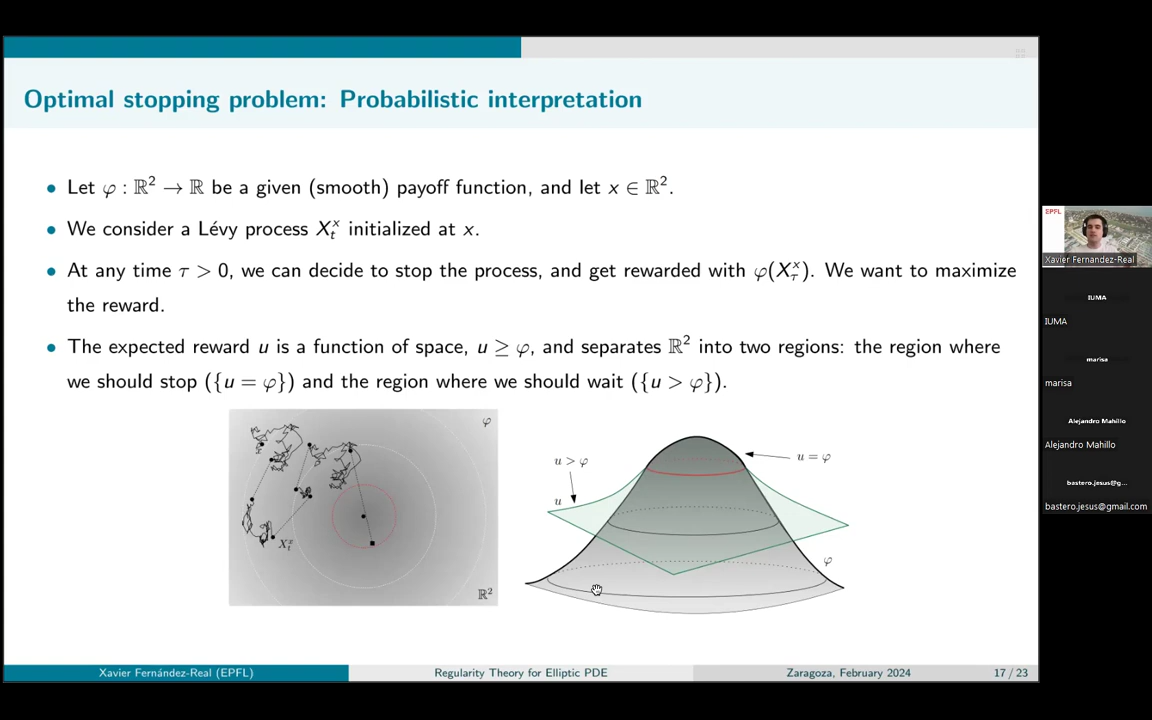 Optimal stopping problem: Probabilistic interpretation
• Let φ : ℝ² → ℝ be a given (smooth) payoff function, and let x ∈ ℝ².
• We consider a Lévy process Xₜˣ initialized at x.
• At any time τ > 0, we can decide to stop the process, and get rewarded with φ(X_τ^x). We want to maximize
the reward.
• The expected reward u is a function of space, u ≥ φ, and separates ℝ² into two regions: the region where
we should stop ({u = φ}) and the region where we should wait ({u > φ}).
φ
x
Xₜˣ
ℝ²
u > φ
u = φ
u
φ
Xavier Fernández-Real (EPFL)
Regularity Theory for Elliptic PDE
Zaragoza, February 2024
17 / 23
EPFL
Xavier Fernandez-Real
IUMA
IUMA
marisa
marisa
Alejandro Mahillo
Alejandro Mahillo
bastero.jesus@g...
bastero.jesus@gmail.com